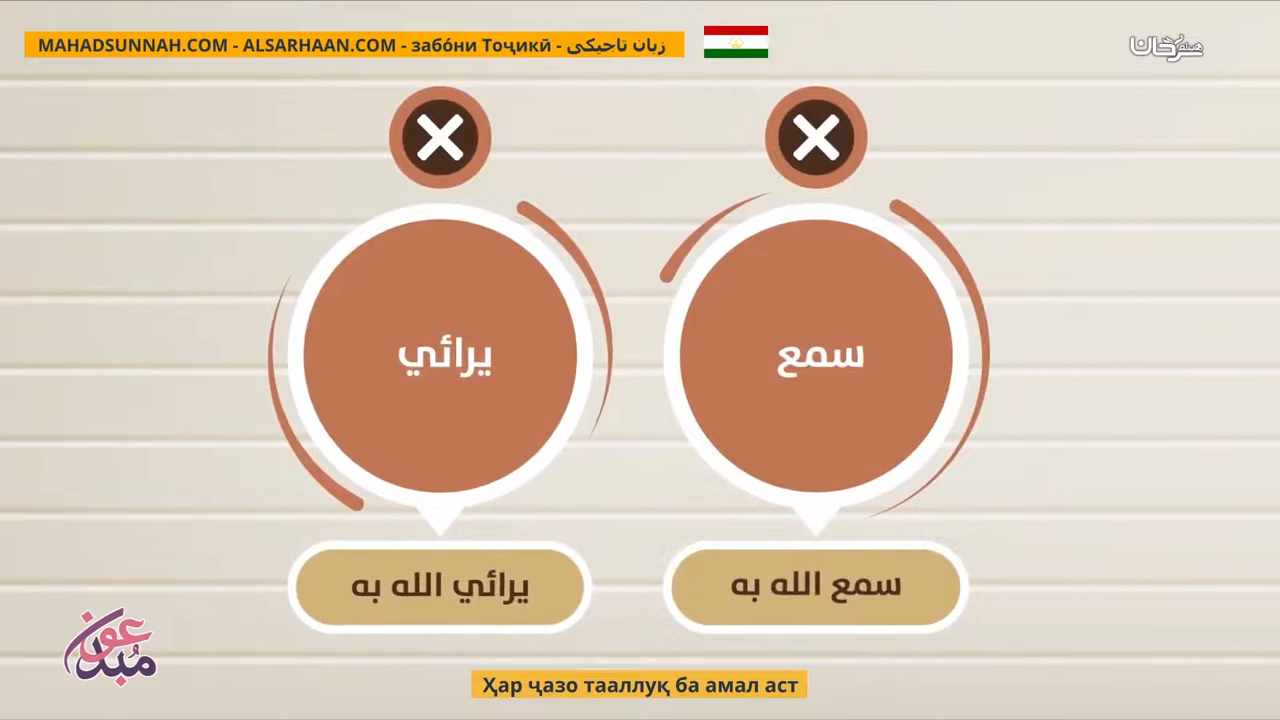 MAHADSUNNAH.COM - ALSARHAAN.COM - забо́ни Тоҷикӣ - زبان تاجیکی
سمع
يرائي
سمع الله به
يرائي الله به
Ҳар ҷазо тааллуқ ба амал аст